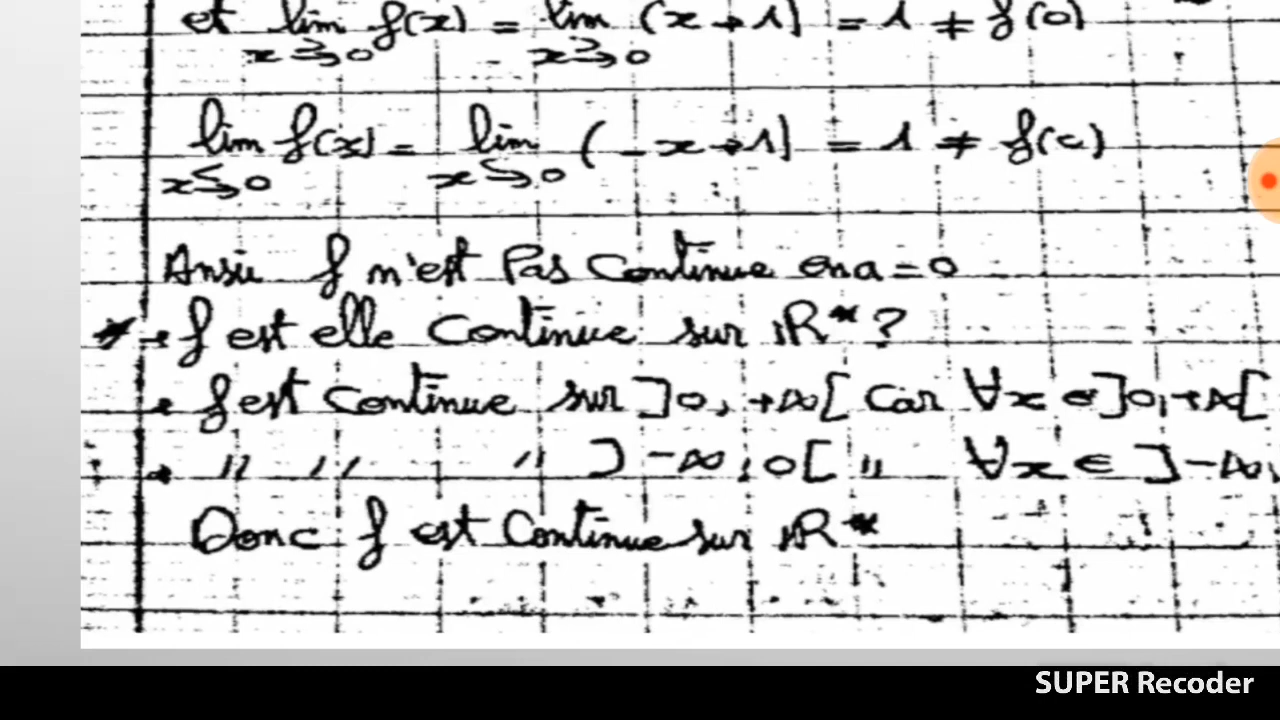 et lim f(x) = lim (x+1) = 1 ≠ f(0)
x→>0 x→>0
lim f(x) = lim (-x+1) = 1 ≠ f(0)
x→<0 x→<0
Ansi f n'est Pas Continue en a = 0
* → f est elle Continue sur IR* ?
• f est Continue sur ]0, +∞[ Car ∀x ∈ ]0, +∞[
• " " " ]-∞, 0[ " ∀x ∈ ]-∞,
Donc f est Continue sur IR*
SUPER Recoder